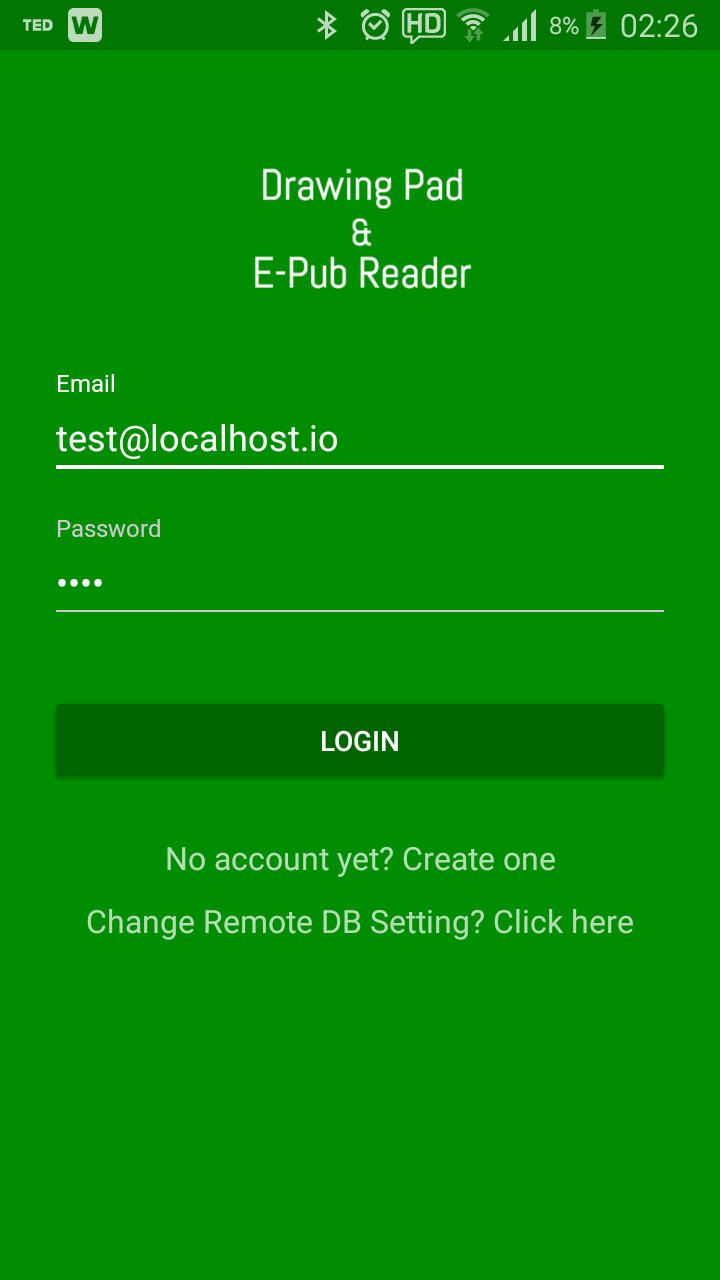 TED W HD 8% 02:26
Drawing Pad
&
E-Pub Reader
Email
test@localhost.io
Password
••••
LOGIN
No account yet? Create one
Change Remote DB Setting? Click here